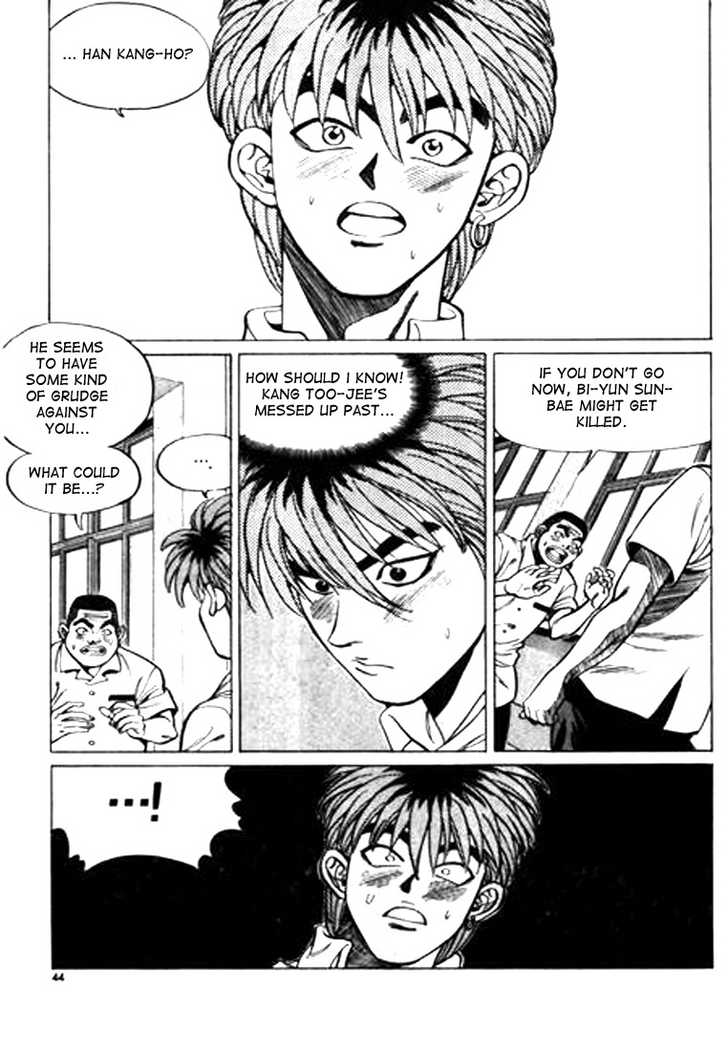 ... HAN KANG-HO?
HE SEEMS
TO HAVE
SOME KIND
OF GRUDGE
AGAINST
YOU...
WHAT COULD
IT BE...?
...
HOW SHOULD I KNOW!
KANG TOO-JEE'S
MESSED UP PAST...
IF YOU DON'T GO
NOW, BI-YUN SUN-
BAE MIGHT GET
KILLED.
...!
44